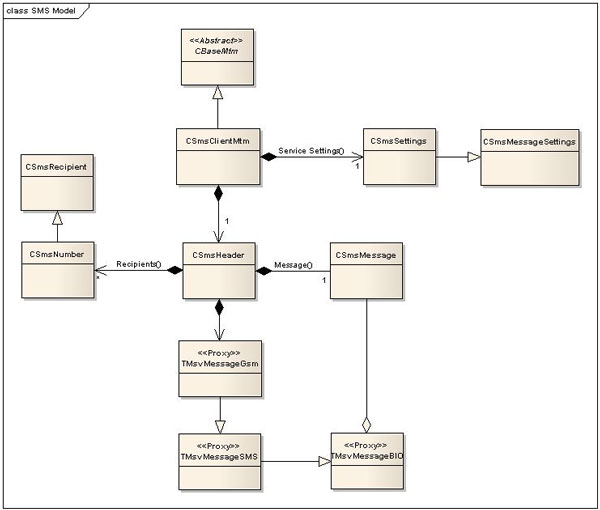 class SMS Model
<<Abstract>>
CBaseMtm
CSmsClientMtm
Service Settings()
1
CSmsSettings
CSmsMessageSettings
CSmsRecipient
1
CSmsNumber
Recipients()
*
CSmsHeader
Message()
1
CSmsMessage
<<Proxy>>
TMsvMessageGsm
<<Proxy>>
TMsvMessageSMS
<<Proxy>>
TMsvMessageBIO